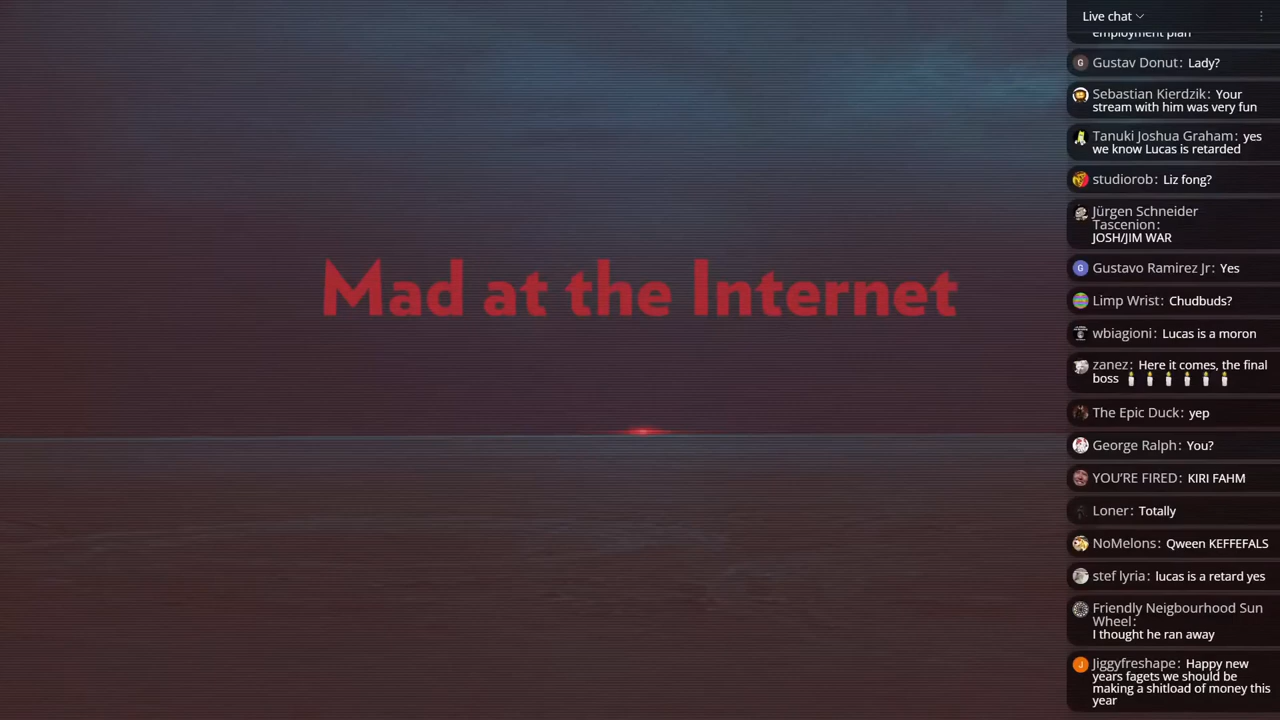 Live chat
employment plan
Gustav Donut: Lady?
Sebastian Kierdzik: Your
stream with him was very fun
Tanuki Joshua Graham: yes
we know Lucas is retarded
studiorob: Liz fong?
Jürgen Schneider
Tascenion:
JOSH/JIM WAR
G
Gustavo Ramirez Jr: Yes
Limp Wrist: Chudbuds?
wbiagioni: Lucas is a moron
zanez: Here it comes, the final
boss
The Epic Duck: yep
George Ralph: You?
YOU'RE FIRED: KIRI FAHM
Loner: Totally
NoMelons: Qween KEFFEFALS
stef lyria: lucas is a retard yes
Friendly Neigbourhood Sun
Wheel:
I thought he ran away
J
Jiggyfreshape: Happy new
years fagets we should be
making a shitload of money this
year
Mad at the Internet